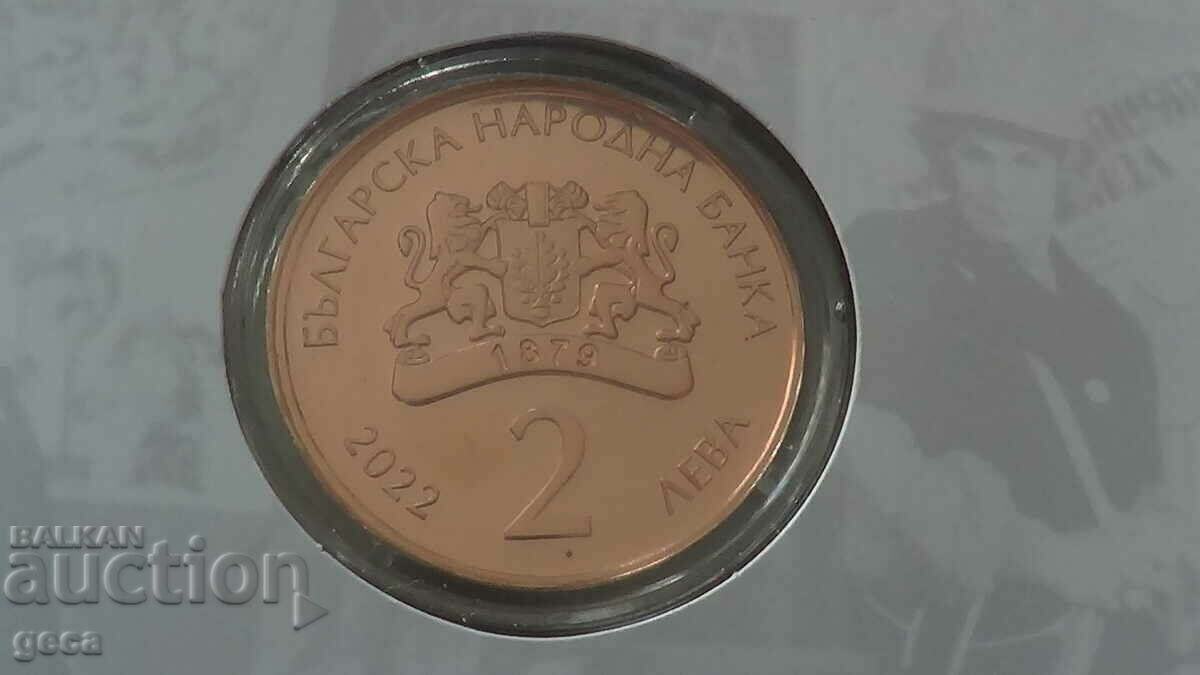 БЪЛГАРСКА НАРОДНА БАНКА
1879
2022
2
ЛЕВА
BALKAN
auction
geca